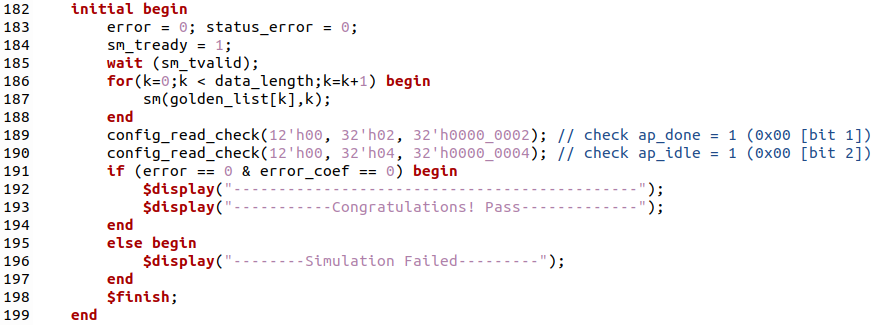 182     initial begin
183         error = 0; status_error = 0;
184         sm_tready = 1;
185         wait (sm_tvalid);
186         for(k=0;k < data_length;k=k+1) begin
187             sm(golden_list[k],k);
188         end
189         config_read_check(12'h00, 32'h02, 32'h0000_0002); // check ap_done = 1 (0x00 [bit 1])
190         config_read_check(12'h00, 32'h04, 32'h0000_0004); // check ap_idle = 1 (0x00 [bit 2])
191         if (error == 0 & error_coef == 0) begin
192             $display("---------------------------------------------");
193             $display("-----------Congratulations! Pass-------------");
194         end
195         else begin
196             $display("--------Simulation Failed---------");
197         end
198         $finish;
199     end